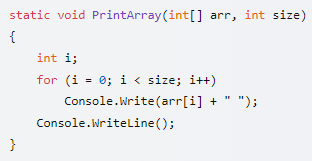 static void PrintArray(int[] arr, int size)
{
    int i;
    for (i = 0; i < size; i++)
        Console.Write(arr[i] + " ");
    Console.WriteLine();
}